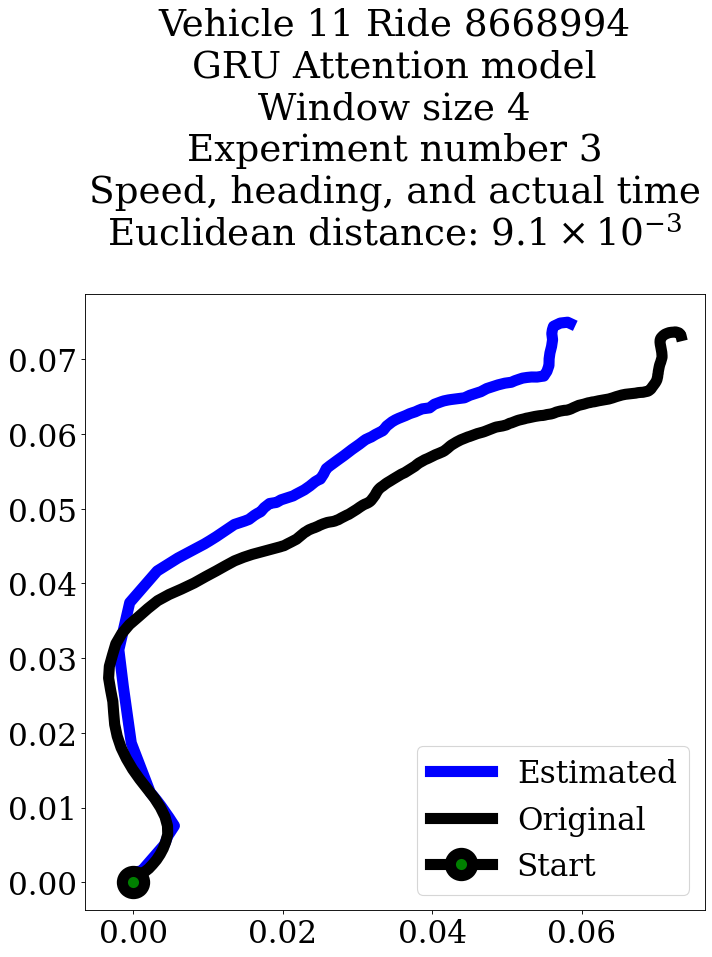 Vehicle 11 Ride 8668994
GRU Attention model
Window size 4
Experiment number 3
Speed, heading, and actual time
Euclidean distance: 9.1 × 10⁻³
0.07
0.06
0.05
0.04
0.03
0.02
0.01
0.00
Estimated
Original
Start
0.00 0.02 0.04 0.06